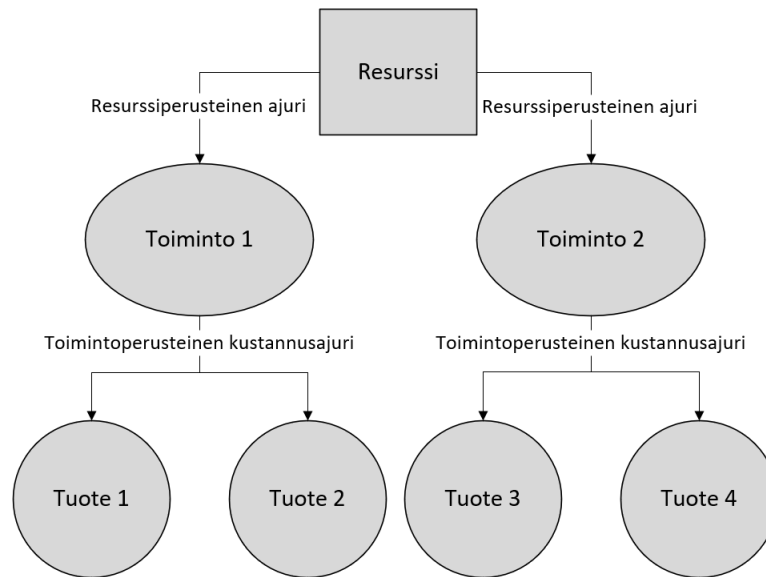 Resurssi
Resurssiperusteinen ajuri
Resurssiperusteinen ajuri
Toiminto 1
Toiminto 2
Toimintoperusteinen kustannusajuri
Toimintoperusteinen kustannusajuri
Tuote 1
Tuote 2
Tuote 3
Tuote 4